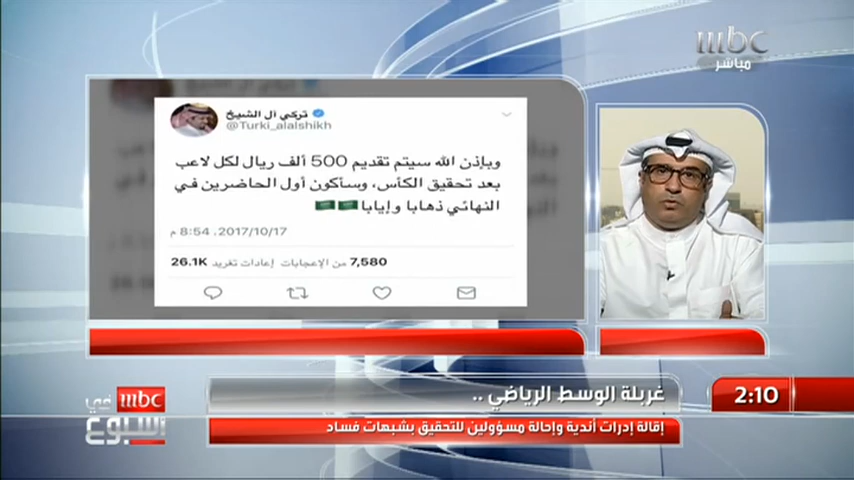 mbc
مباشر
تركي آل الشيخ
@Turki_alalshikh
وبإذن الله سيتم تقديم 500 ألف ريال لكل لاعب
بعد تحقيق الكأس، وسأكون أول الحاضرين في
النهائي ذهابا وإيابا
2017/10/17، 8:54 م
7,580 من الإعجابات إعادات تغريد 26.1K
غربلة الوسط الرياضي ..
2:10
إقالة إدرات أندية وإحالة مسؤولين للتحقيق بشبهات فساد
mbc في
إسبوع